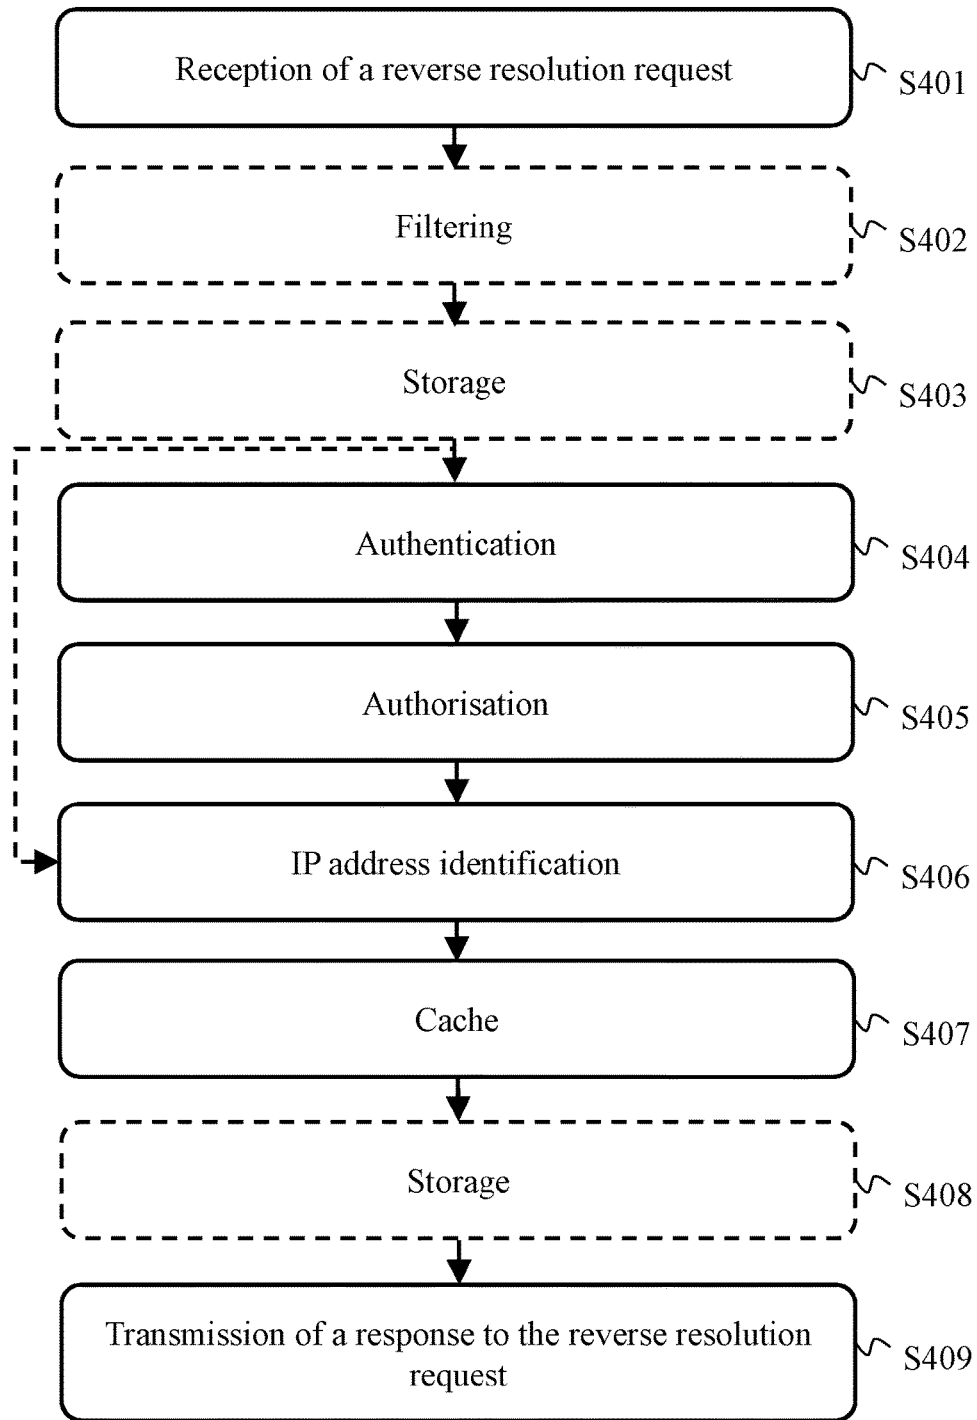 Reception of a reverse resolution request
S401
Filtering
S402
Storage
S403
Authentication
S404
Authorisation
S405
IP address identification
S406
Cache
S407
Storage
S408
Transmission of a response to the reverse resolution
request
S409